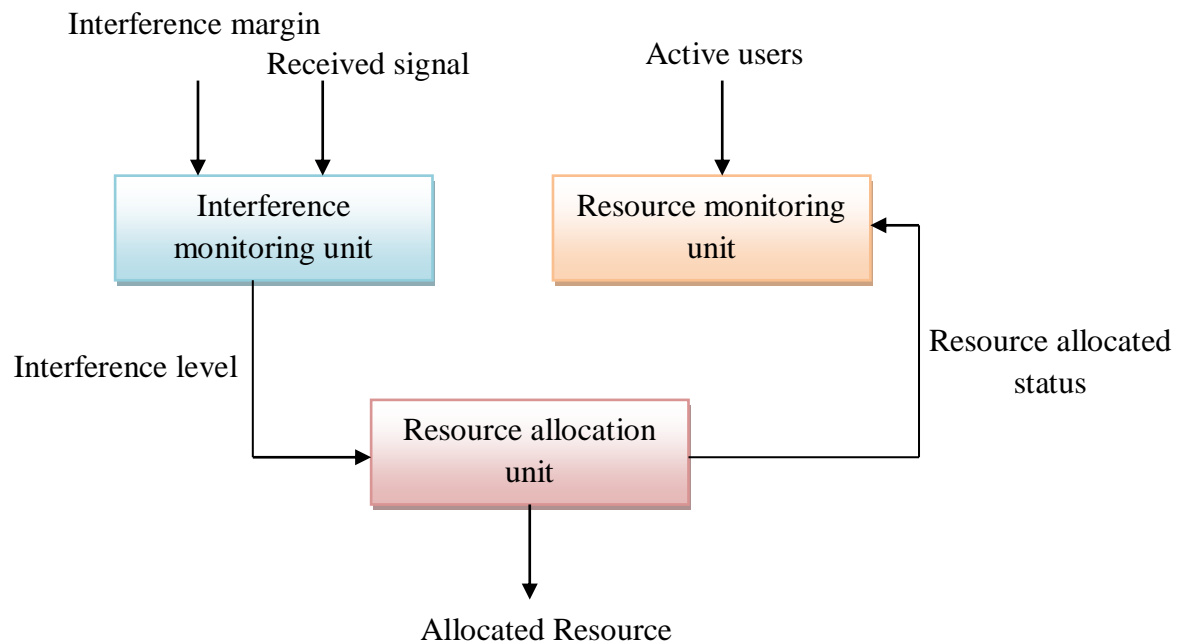 Interference margin
Received signal
Active users
Interference
monitoring unit
Resource monitoring
unit
Interference level
Resource allocated
status
Resource allocation
unit
Allocated Resource